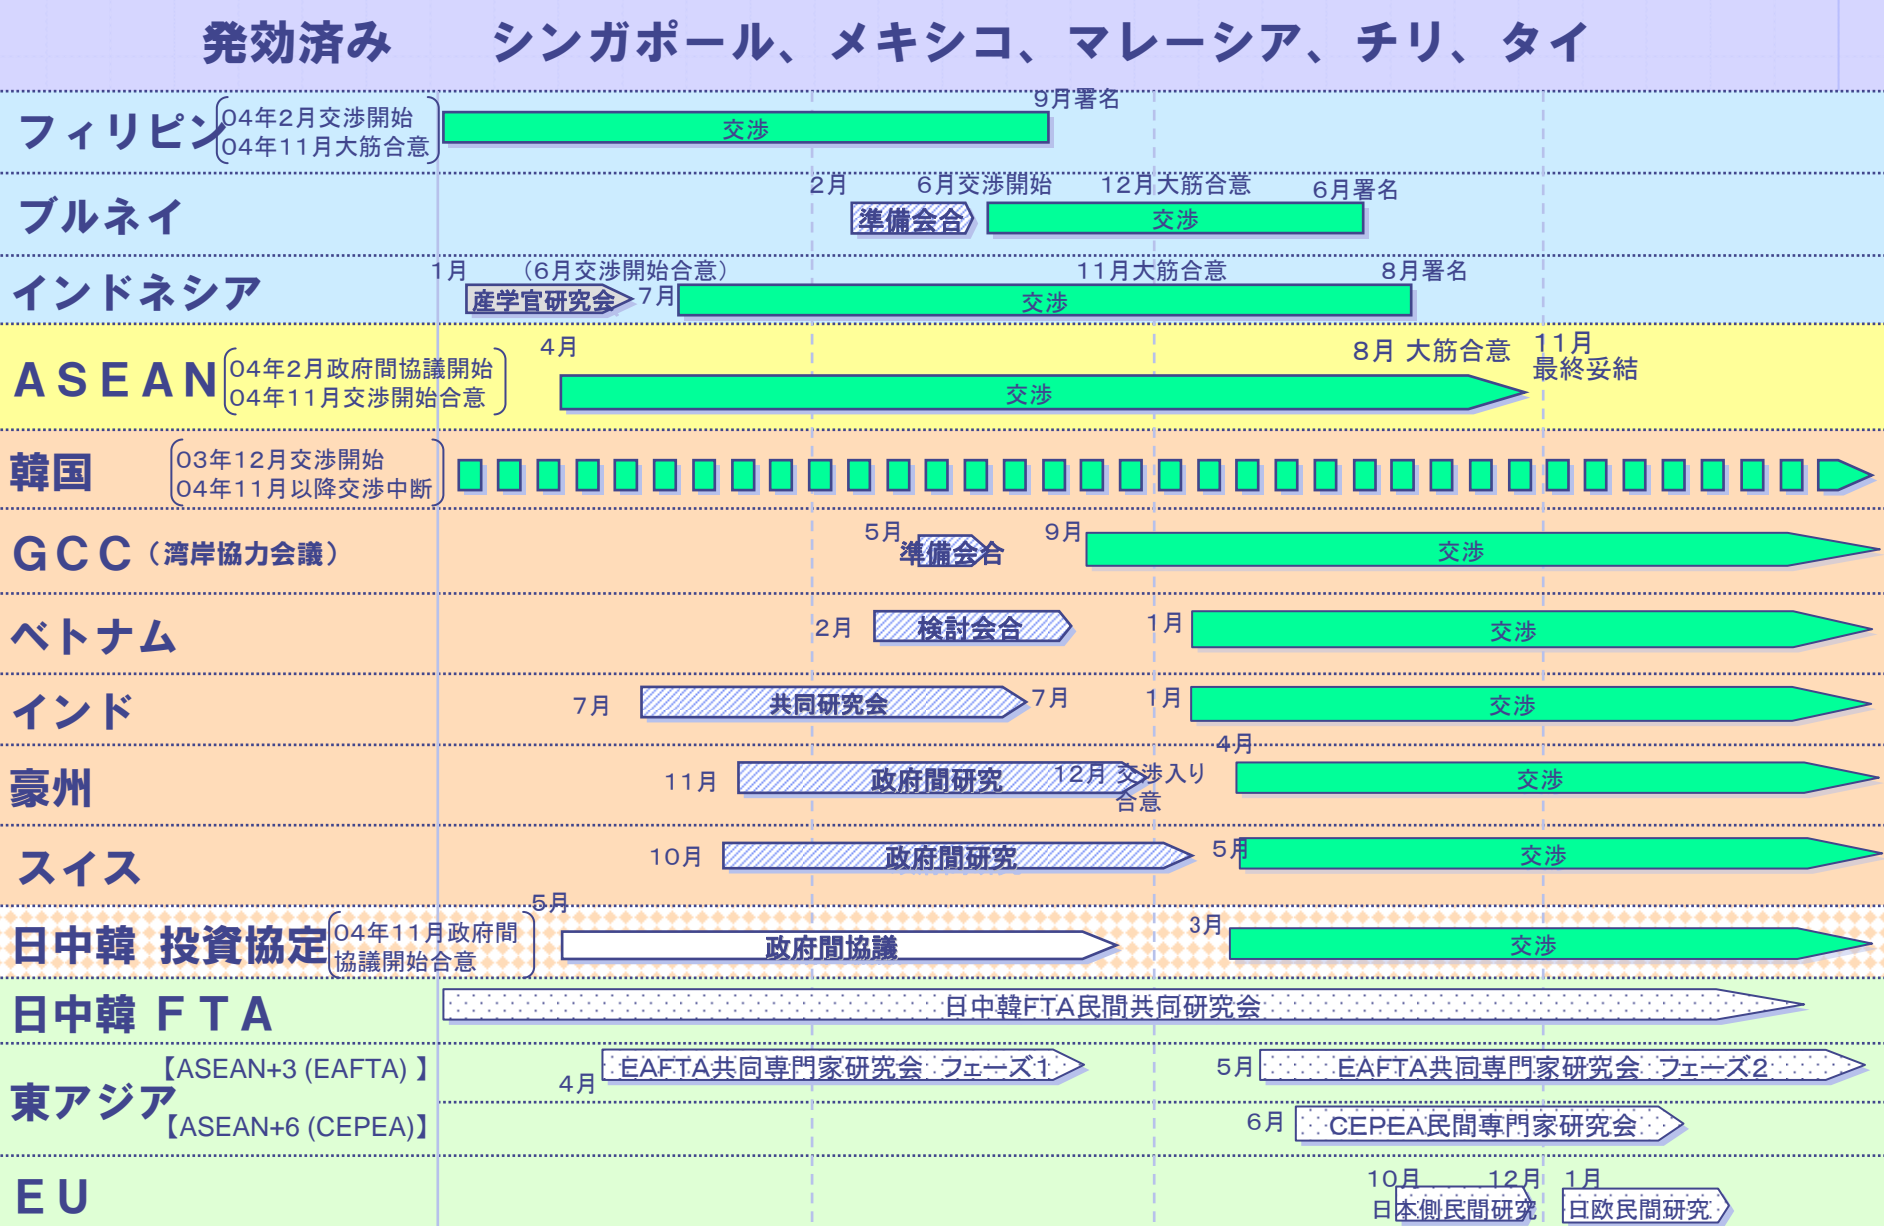 発効済み　　シンガポール、メキシコ、マレーシア、チリ、タイ
フィリピン
04年2月交渉開始
04年11月大筋合意
交渉
9月署名
ブルネイ
2月
準備会合
6月交渉開始
12月大筋合意
6月署名
交渉
インドネシア
1月
（6月交渉開始合意）
産学官研究会
7月
11月大筋合意
8月署名
交渉
ＡＳＥＡＮ
04年2月政府間協議開始
04年11月交渉開始合意
4月
交渉
8月 大筋合意
11月
最終妥結
韓国
03年12月交渉開始
04年11月以降交渉中断
ＧＣＣ（湾岸協力会議）
5月
準備会合
9月
交渉
ベトナム
2月
検討会合
1月
交渉
インド
7月
共同研究会
7月
1月
交渉
豪州
11月
政府間研究
12月 交渉入り
合意
4月
交渉
スイス
10月
政府間研究
5月
交渉
日中韓 投資協定
04年11月政府間
協議開始合意
5月
政府間協議
3月
交渉
日中韓 ＦＴＡ
日中韓FTA民間共同研究会
東アジア
【ASEAN+3 (EAFTA) 】
4月
EAFTA共同専門家研究会 フェーズ1
5月
EAFTA共同専門家研究会 フェーズ2
【ASEAN+6 (CEPEA)】
6月
CEPEA民間専門家研究会
ＥＵ
10月
12月
日本側民間研究
1月
日欧民間研究